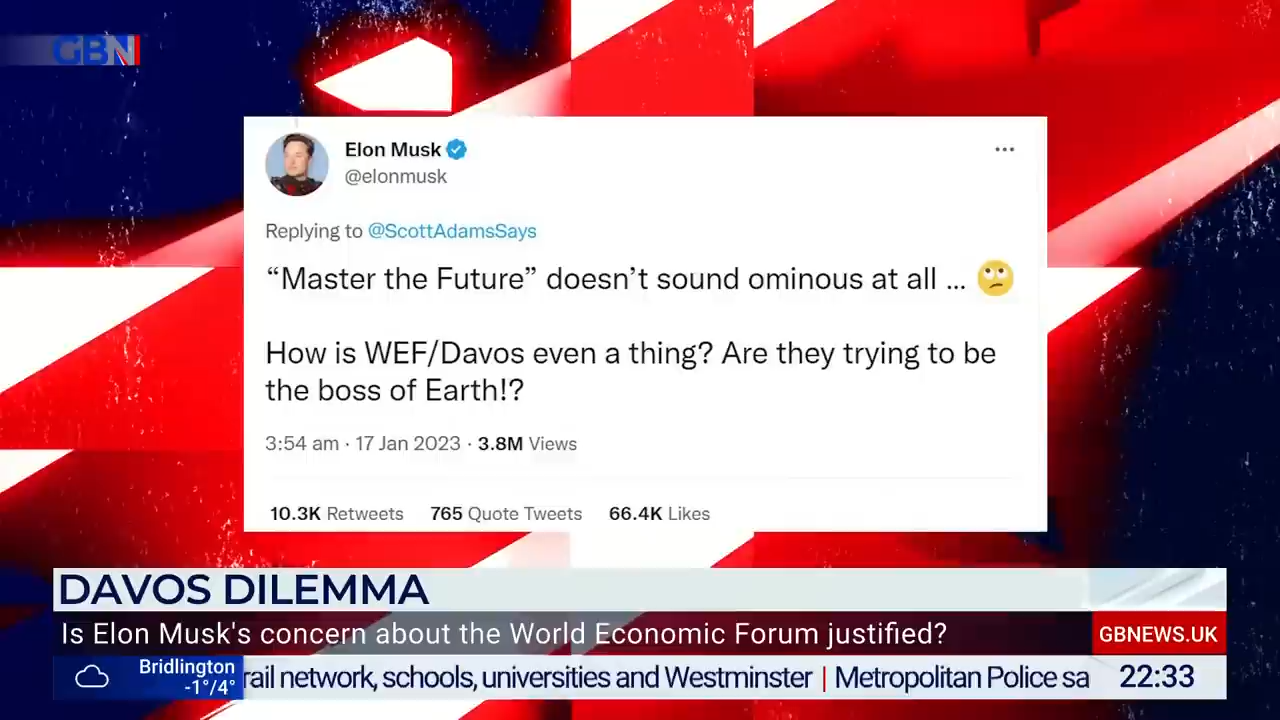 GBN
Elon Musk
@elonmusk
Replying to @ScottAdamsSays
“Master the Future” doesn’t sound ominous at all ... 🙄
How is WEF/Davos even a thing? Are they trying to be
the boss of Earth!?
3:54 am · 17 Jan 2023 · 3.8M Views
10.3K Retweets 765 Quote Tweets 66.4K Likes
DAVOS DILEMMA
Is Elon Musk's concern about the World Economic Forum justified?
GBNEWS.UK
Bridlington
-1°/4°
rail network, schools, universities and Westminster | Metropolitan Police sa
22:33